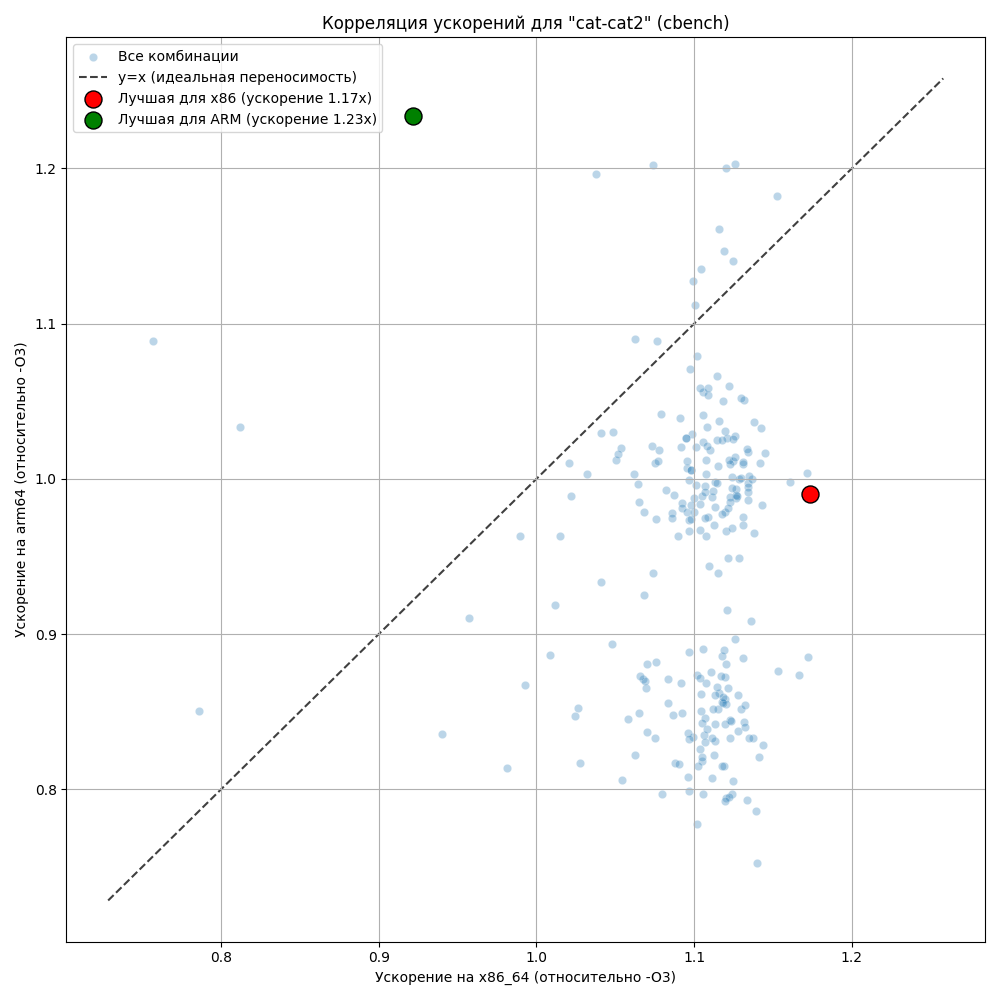 Корреляция ускорений для "cat-cat2" (cbench)
Все комбинации
y=x (идеальная переносимость)
Лучшая для x86 (ускорение 1.17x)
Лучшая для ARM (ускорение 1.23x)
Ускорение на arm64 (относительно -O3)
1.2
1.1
1.0
0.9
0.8
0.8
0.9
1.0
1.1
1.2
Ускорение на x86_64 (относительно -O3)